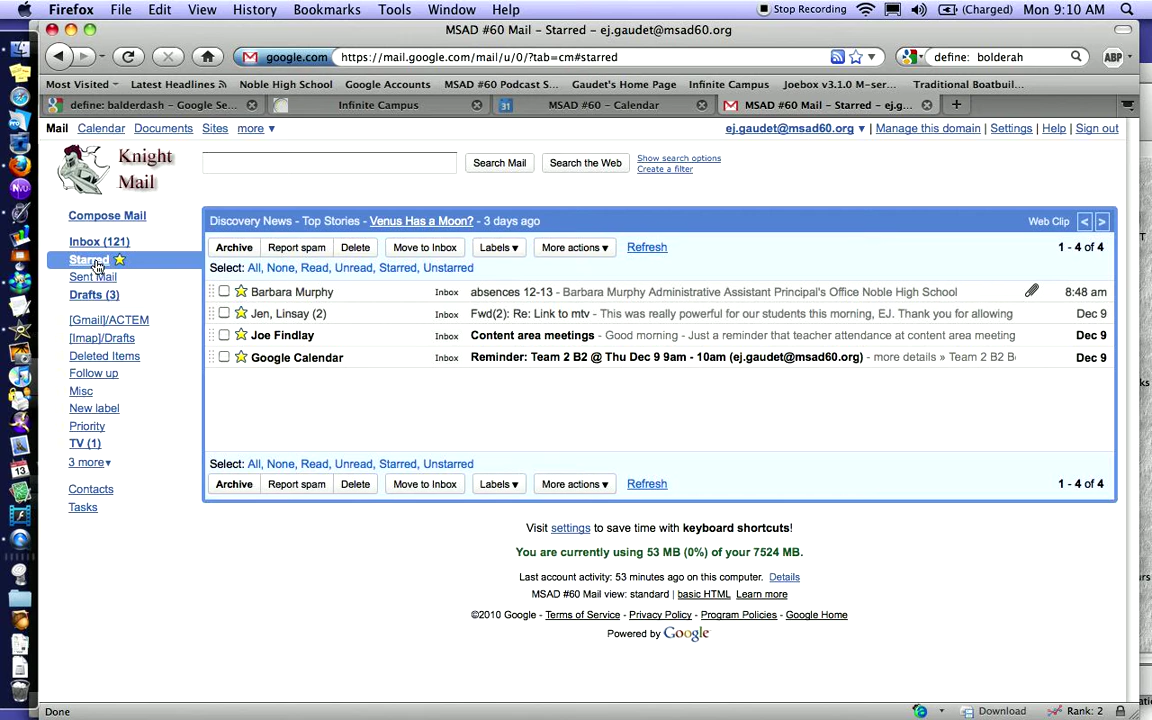 Firefox File Edit View History Bookmarks Tools Window Help Stop Recording (Charged) Mon 9:10 AM
MSAD #60 Mail - Starred - ej.gaudet@msad60.org
google.com https://mail.google.com/mail/u/0/?tab=cm#starred define: bolderah ABP
Most Visited Latest Headlines Noble High School Google Accounts MSAD #60 Podcast S... Gaudet's Home Page Infinite Campus Joebox v3.1.0 M-ser... Traditional Boatbuil...
define: balderdash - Google Se... Infinite Campus 31 MSAD #60 - Calendar MSAD #60 Mail - Starred - ej.g...
Mail Calendar Documents Sites more ej.gaudet@msad60.org | Manage this domain | Settings | Help | Sign out
Knight
Mail
Search Mail Search the Web Show search options
Create a filter
Compose Mail
Inbox (121)
Starred
Sent Mail
Drafts (3)
[Gmail]/ACTEM
[Imap]/Drafts
Deleted Items
Follow up
Misc
New label
Priority
TV (1)
3 more
Contacts
Tasks
Discovery News - Top Stories - Venus Has a Moon? - 3 days ago Web Clip < >
Archive Report spam Delete Move to Inbox Labels More actions Refresh 1 - 4 of 4
Select: All, None, Read, Unread, Starred, Unstarred
Barbara Murphy Inbox absences 12-13 - Barbara Murphy Administrative Assistant Principal's Office Noble High School 8:48 am
Jen, Linsay (2) Inbox Fwd(2): Re: Link to mtv - This was really powerful for our students this morning, EJ. Thank you for allowing Dec 9
Joe Findlay Inbox Content area meetings - Good morning - Just a reminder that teacher attendance at content area meeting Dec 9
Google Calendar Inbox Reminder: Team 2 B2 @ Thu Dec 9 9am - 10am (ej.gaudet@msad60.org) - more details » Team 2 B2 Dec 9
Select: All, None, Read, Unread, Starred, Unstarred
Archive Report spam Delete Move to Inbox Labels More actions Refresh 1 - 4 of 4
Visit settings to save time with keyboard shortcuts!
You are currently using 53 MB (0%) of your 7524 MB.
Last account activity: 53 minutes ago on this computer. Details
MSAD #60 Mail view: standard | basic HTML Learn more
©2010 Google - Terms of Service - Privacy Policy - Program Policies - Google Home
Powered by Google
Done Download Rank: 2